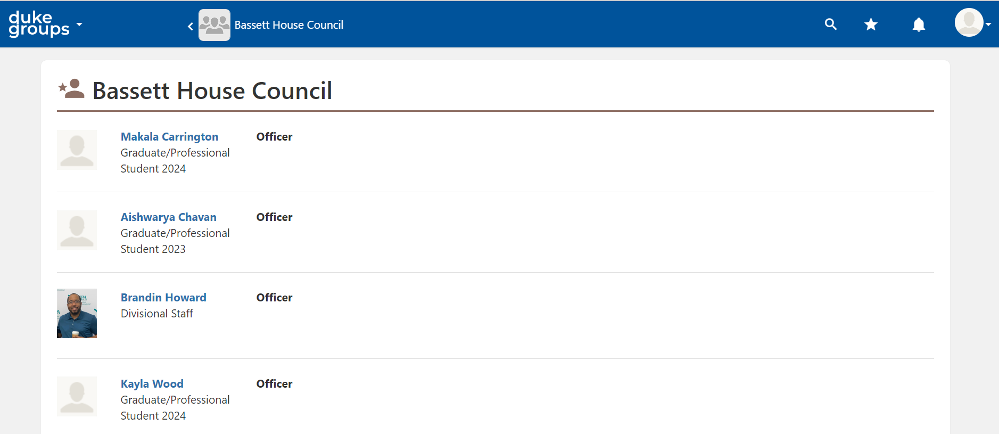 duke
groups
Bassett House Council
Bassett House Council
Makala Carrington
Officer
Graduate/Professional
Student 2024
Aishwarya Chavan
Officer
Graduate/Professional
Student 2023
Brandin Howard
Officer
Divisional Staff
Kayla Wood
Officer
Graduate/Professional
Student 2024